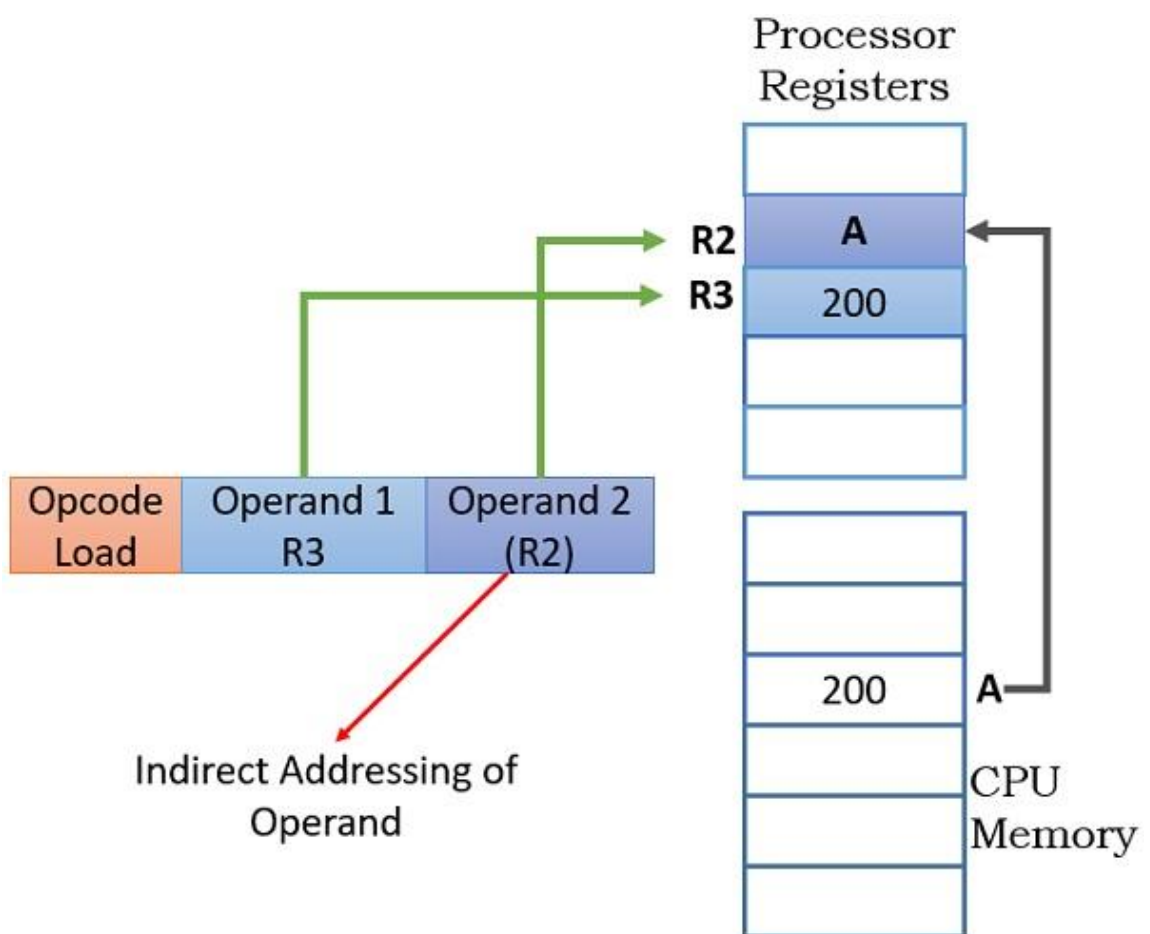 Processor
Registers
R2
A
R3
200
Opcode
Load
Operand 1
R3
Operand 2
(R2)
200
A
Indirect Addressing of
Operand
CPU
Memory